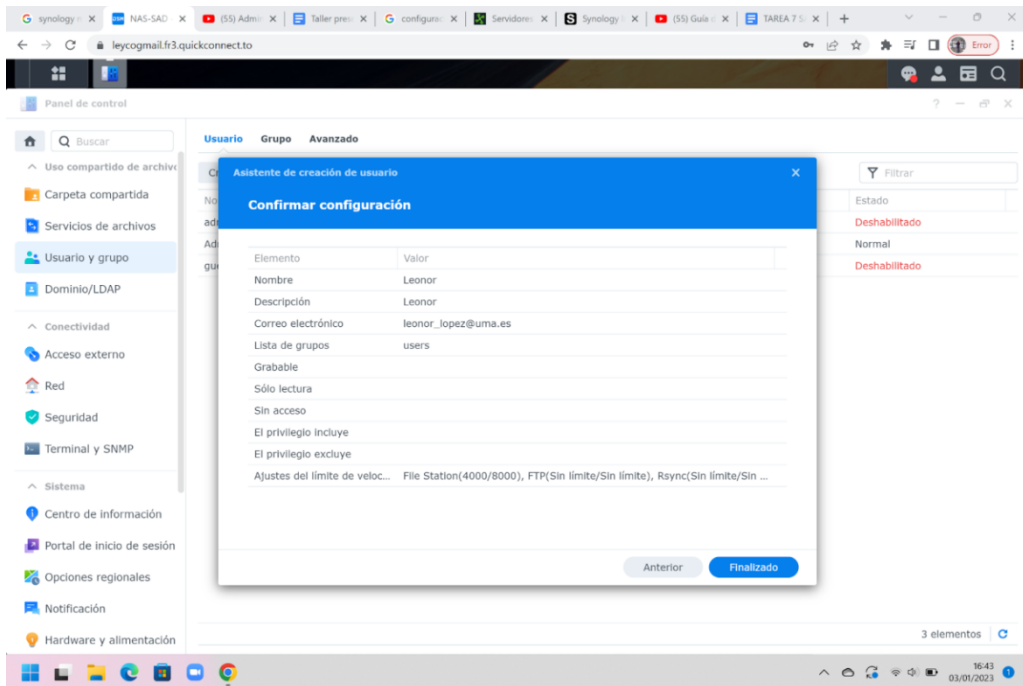 synology n
NAS-SAD -
(55) Admi
Taller pres
configurac
Servidores
Synology
(55) Guía
TAREA 7 S
leycogmail.fr3.quickconnect.to
Error
Panel de control
Buscar
Uso compartido de archivo
Carpeta compartida
Servicios de archivos
Usuario y grupo
Dominio/LDAP
Conectividad
Acceso externo
Red
Seguridad
Terminal y SNMP
Sistema
Centro de información
Portal de inicio de sesión
Opciones regionales
Notificación
Hardware y alimentación
Usuario Grupo Avanzado
Filtrar
Estado
Deshabilitado
Normal
Deshabilitado
Asistente de creación de usuario
Confirmar configuración
Elemento Valor
Nombre Leonor
Descripción Leonor
Correo electrónico leonor_lopez@uma.es
Lista de grupos users
Grabable
Sólo lectura
Sin acceso
El privilegio incluye
El privilegio excluye
Ajustes del límite de veloc... File Station(4000/8000), FTP(Sin límite/Sin límite), Rsync(Sin límite/Sin ...
Anterior Finalizado
3 elementos
16:43
03/01/2023